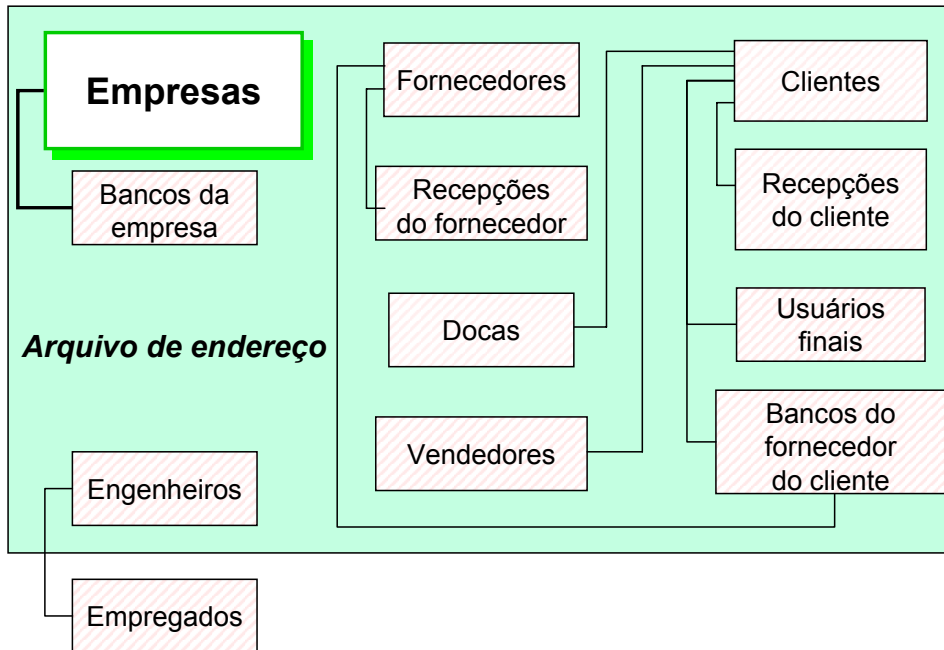 Empresas
Bancos da
empresa
Arquivo de endereço
Engenheiros
Empregados
Fornecedores
Recepções
do fornecedor
Docas
Vendedores
Clientes
Recepções
do cliente
Usuários
finais
Bancos do
fornecedor
do cliente